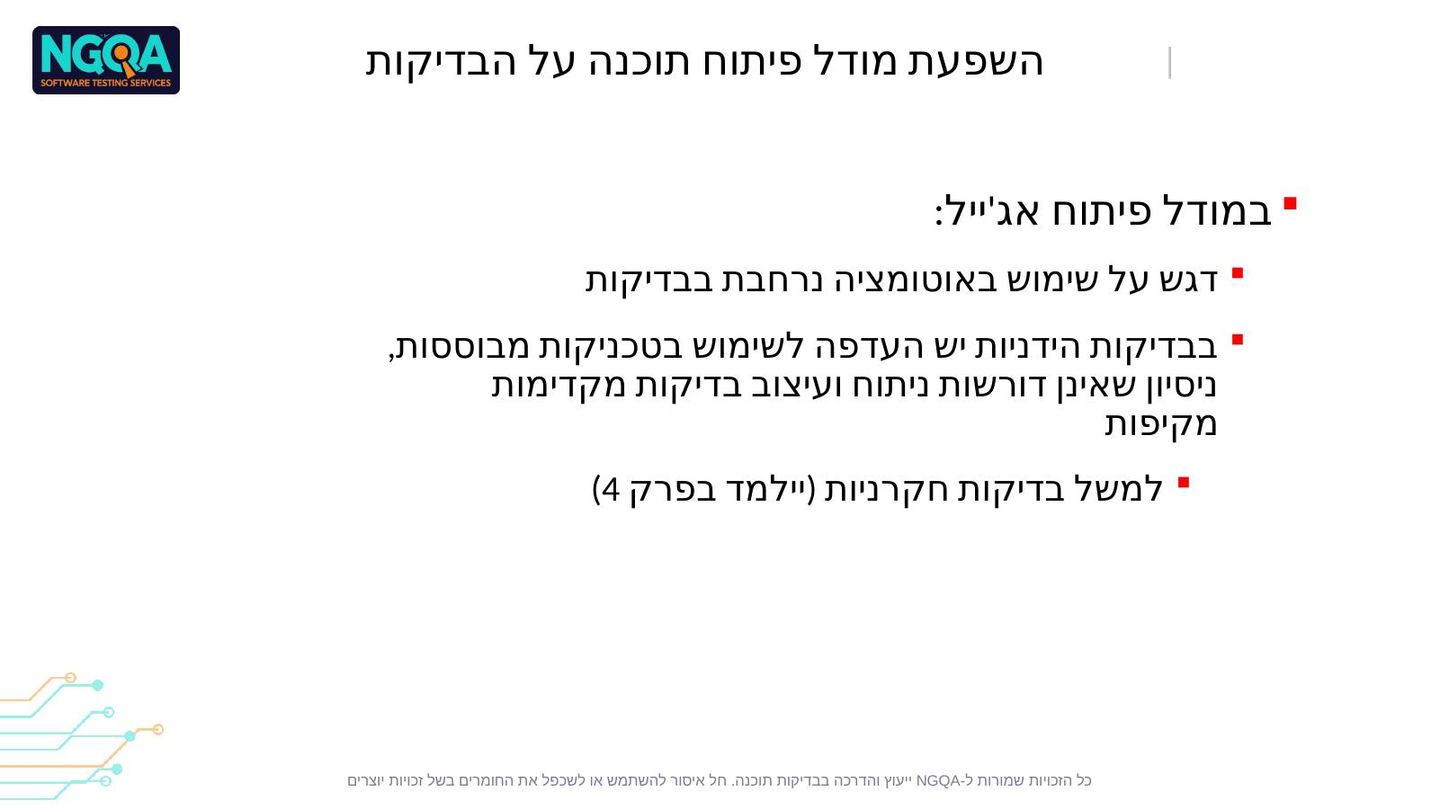 NGQA
SOFTWARE TESTING SERVICES
השפעת מודל פיתוח תוכנה על הבדיקות
במודל פיתוח אג'ייל:
דגש על שימוש באוטומציה נרחבת בבדיקות
בבדיקות הידניות יש העדפה לשימוש בטכניקות מבוססות,
ניסיון שאינן דורשות ניתוח ועיצוב בדיקות מקדימות
מקיפות
למשל בדיקות חקרניות (יילמד בפרק 4)
כל הזכויות שמורות ל-NGQA ייעוץ והדרכה בבדיקות תוכנה. חל איסור להשתמש או לשכפל את החומרים בשל זכויות יוצרים